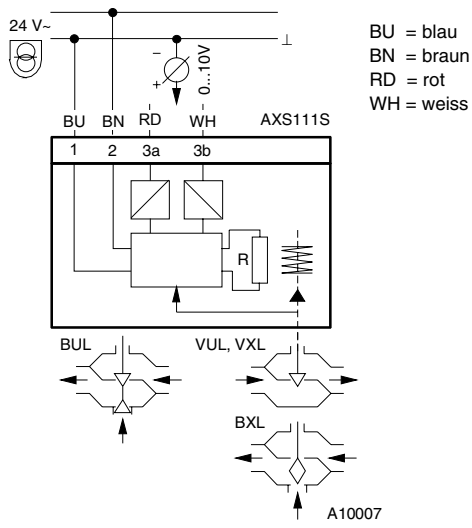 24 V~
⊥
BU = blau
BN = braun
RD = rot
WH = weiss
− + 0...10V
BU BN RD WH AXS111S
1 2 3a 3b
R
BUL VUL, VXL
BXL
A10007